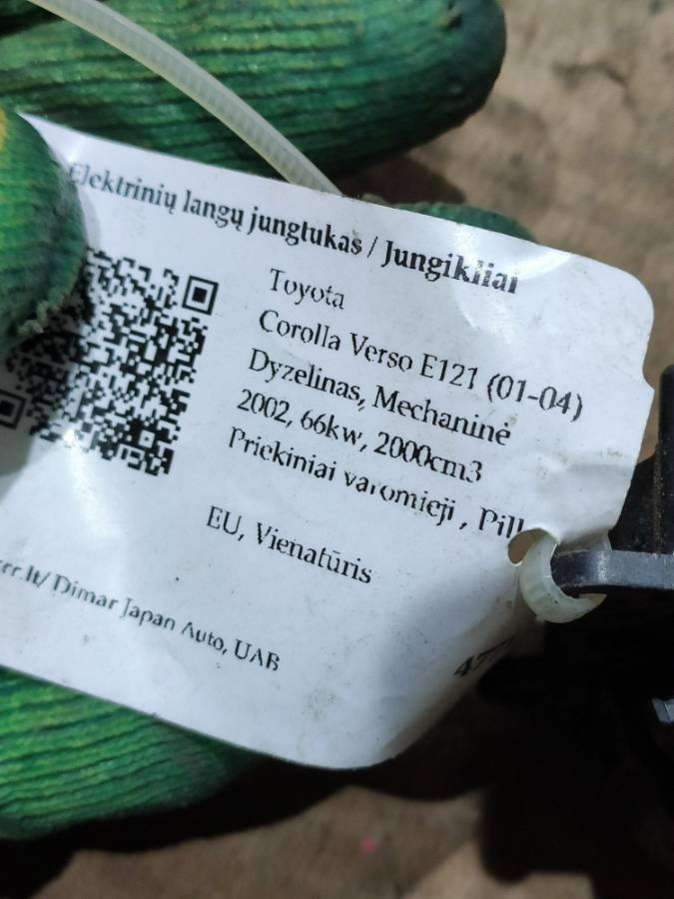 Elektrinių langų jungtukas / Jungikliai
Toyota
Corolla Verso E121 (01-04)
Dyzelinas, Mechaninė
2002, 66kw, 2000cm3
Priekiniai varomieji ,
EU, Vienatūris
Dimar Japan Auto, UAB